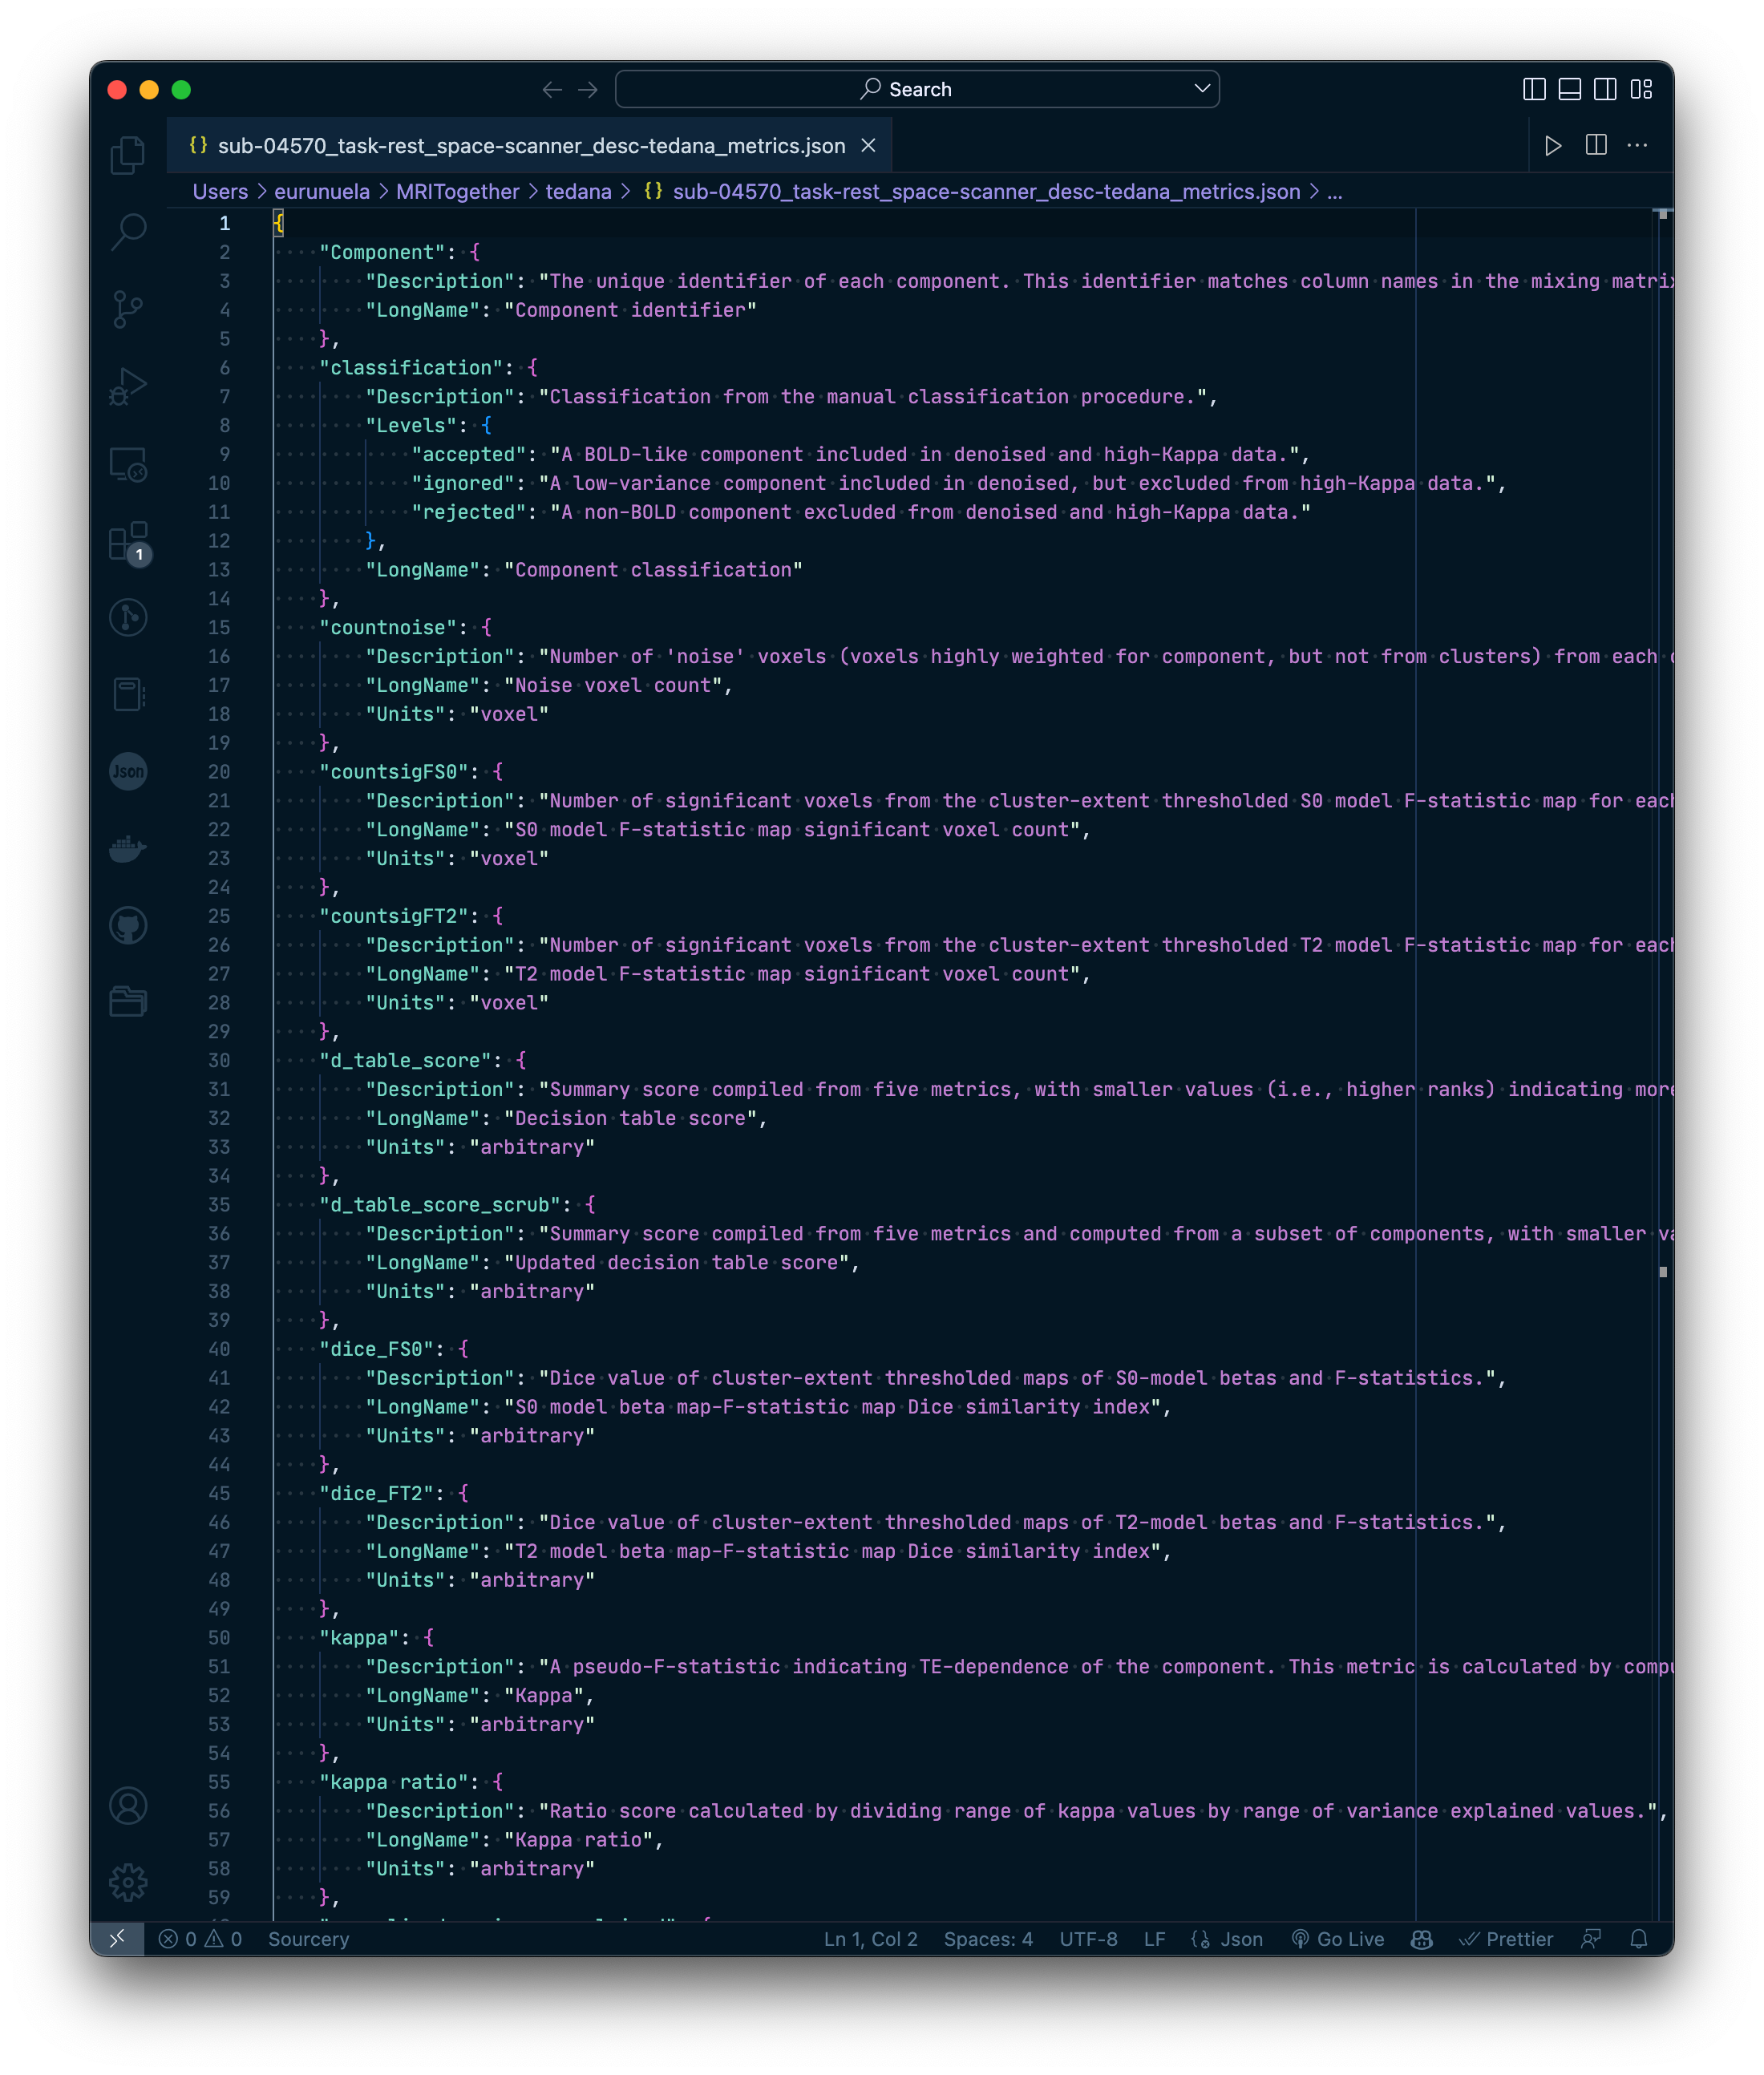 Search
{} sub-04570_task-rest_space-scanner_desc-tedana_metrics.json
Users > eurunuela > MRITogether > tedana > {} sub-04570_task-rest_space-scanner_desc-tedana_metrics.json > ...
1 {
2 "Component": {
3 "Description": "The unique identifier of each component. This identifier matches column names in the mixing matrix
4 "LongName": "Component identifier"
5 },
6 "classification": {
7 "Description": "Classification from the manual classification procedure.",
8 "Levels": {
9 "accepted": "A BOLD-like component included in denoised and high-Kappa data.",
10 "ignored": "A low-variance component included in denoised, but excluded from high-Kappa data.",
11 "rejected": "A non-BOLD component excluded from denoised and high-Kappa data."
12 },
13 "LongName": "Component classification"
14 },
15 "countnoise": {
16 "Description": "Number of 'noise' voxels (voxels highly weighted for component, but not from clusters) from each
17 "LongName": "Noise voxel count",
18 "Units": "voxel"
19 },
20 "countsigFS0": {
21 "Description": "Number of significant voxels from the cluster-extent thresholded S0 model F-statistic map for each
22 "LongName": "S0 model F-statistic map significant voxel count",
23 "Units": "voxel"
24 },
25 "countsigFT2": {
26 "Description": "Number of significant voxels from the cluster-extent thresholded T2 model F-statistic map for each
27 "LongName": "T2 model F-statistic map significant voxel count",
28 "Units": "voxel"
29 },
30 "d_table_score": {
31 "Description": "Summary score compiled from five metrics, with smaller values (i.e., higher ranks) indicating more
32 "LongName": "Decision table score",
33 "Units": "arbitrary"
34 },
35 "d_table_score_scrub": {
36 "Description": "Summary score compiled from five metrics and computed from a subset of components, with smaller va
37 "LongName": "Updated decision table score",
38 "Units": "arbitrary"
39 },
40 "dice_FS0": {
41 "Description": "Dice value of cluster-extent thresholded maps of S0-model betas and F-statistics.",
42 "LongName": "S0 model beta map-F-statistic map Dice similarity index",
43 "Units": "arbitrary"
44 },
45 "dice_FT2": {
46 "Description": "Dice value of cluster-extent thresholded maps of T2-model betas and F-statistics.",
47 "LongName": "T2 model beta map-F-statistic map Dice similarity index",
48 "Units": "arbitrary"
49 },
50 "kappa": {
51 "Description": "A pseudo-F-statistic indicating TE-dependence of the component. This metric is calculated by compu
52 "LongName": "Kappa",
53 "Units": "arbitrary"
54 },
55 "kappa ratio": {
56 "Description": "Ratio score calculated by dividing range of kappa values by range of variance explained values.",
57 "LongName": "Kappa ratio",
58 "Units": "arbitrary"
59 },
1
Json
0 0 Sourcery Ln 1, Col 2 Spaces: 4 UTF-8 LF {} Json Go Live Prettier